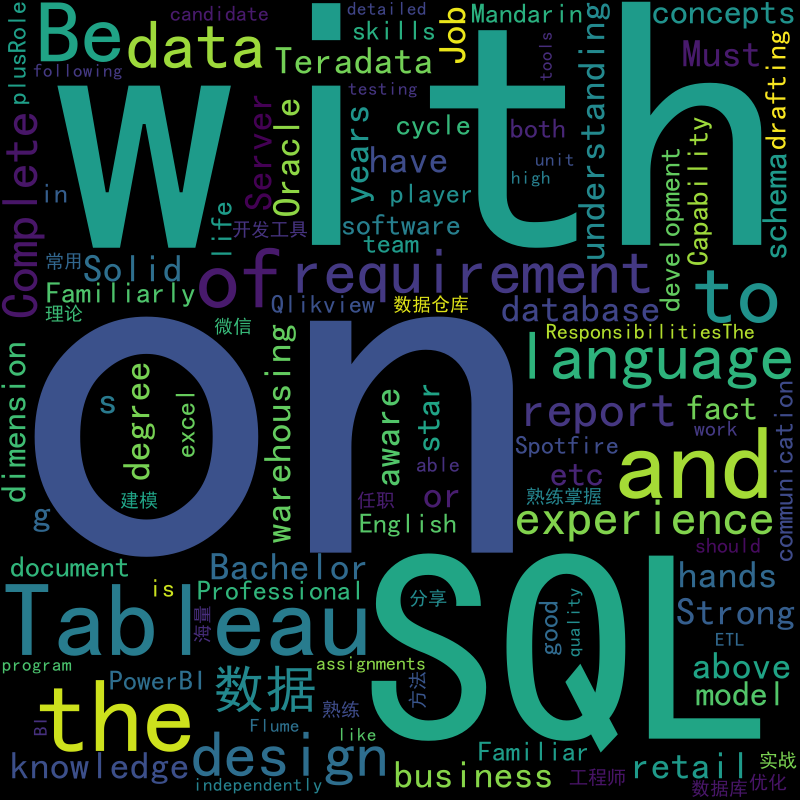 candidate
detailed
Mandarin
concepts
plusRole
Be
data
skills
Job
with
following
Teradata
tools
Must
drafting
testing
Complete
Server
Oracle
years
cycle
both
understanding
have
unit
high
Capability
schema
in
player
life
开发工具
software
team
development
常用
Solid
of
requirement
to
Familiarly
Qlikview
数据仓库
database
理论
微信
ResponsibilitiesThe
on
language
dimension
s
degree
excel
warehousing
aware
star
report
fact
work
communication
Spotfire
able
and
etc
建模
任职
or
熟练掌握
g
English
experience
should
document
Bachelor
SQL
hands
is
Professional
Tableau
海量
分享
good
quality
Strong
ETL
program
assignments
above
PowerBI
数据
方法
model
the
熟练
BI
Flume
like
knowledge
design
Familiar
retail
实战
independently
business
工程师
数据库
优化